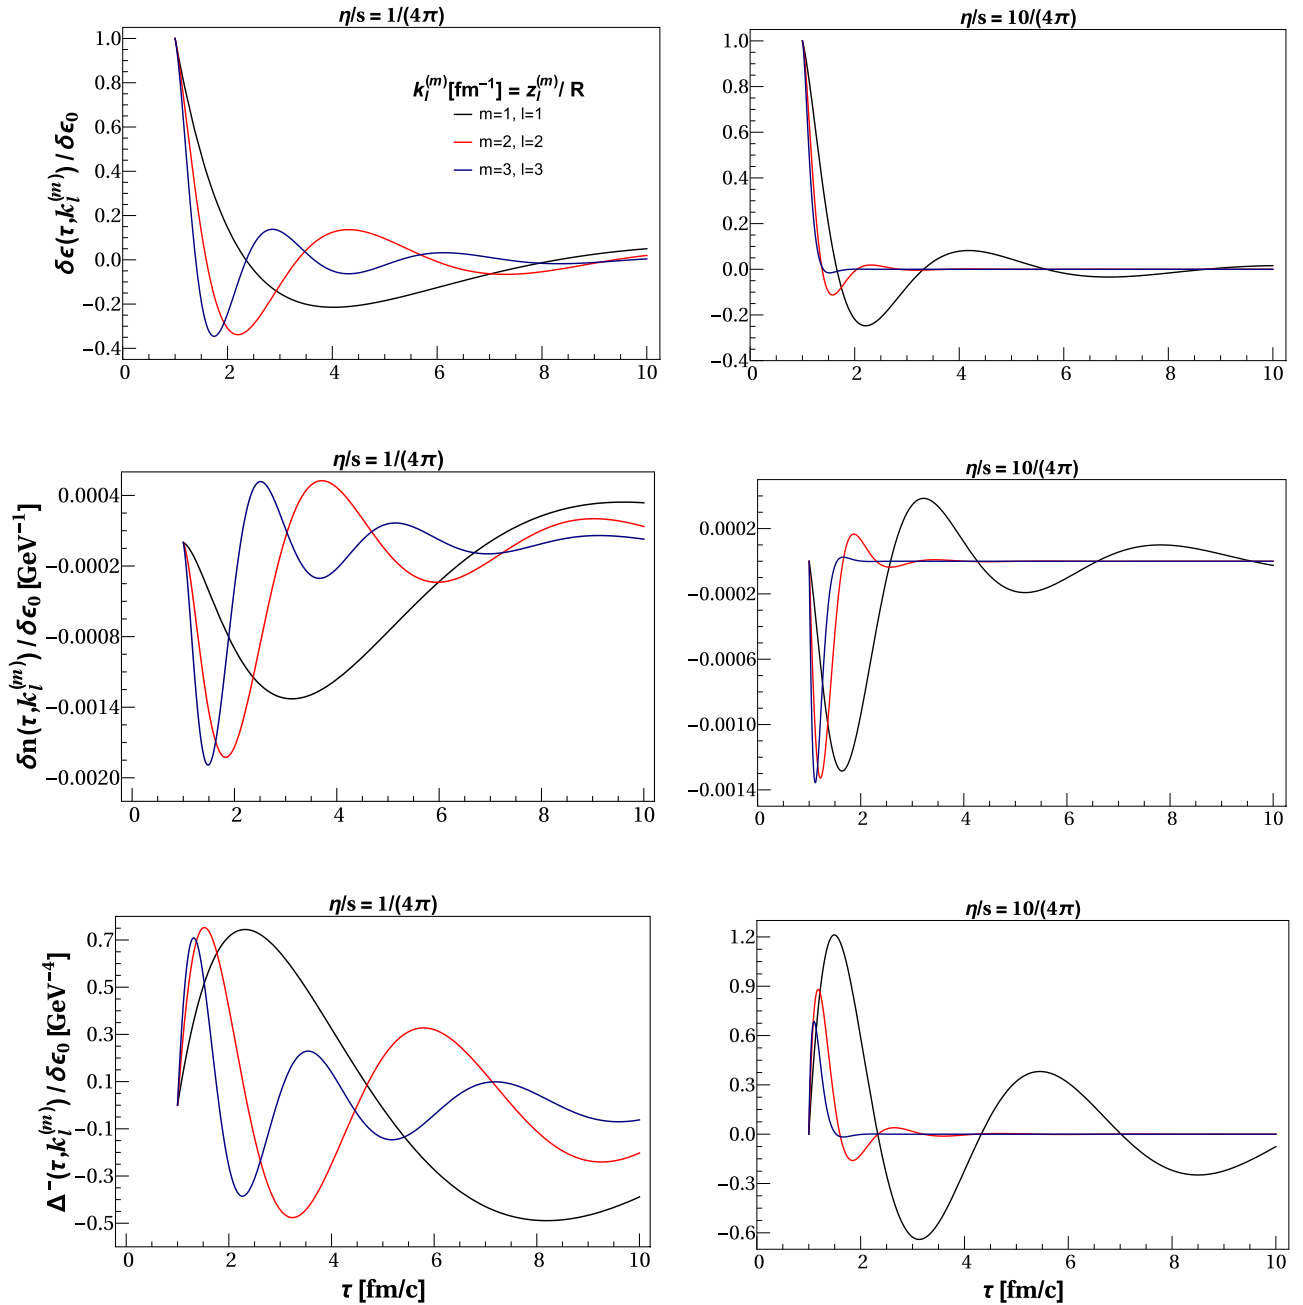 η/s = 1/(4π)
1.0
0.8
0.6
0.4
0.2
0.0
−0.2
−0.4
0 2 4 6 8 10
δϵ(τ,k_l^(m)) / δϵ_0
k_l^(m)[fm⁻¹] = z_l^(m)/ R
m=1, l=1
m=2, l=2
m=3, l=3
η/s = 10/(4π)
1.0
0.8
0.6
0.4
0.2
0.0
−0.2
−0.4
0 2 4 6 8 10
η/s = 1/(4π)
0.0004
−0.0002
−0.0008
−0.0014
−0.0020
0 2 4 6 8 10
δn(τ,k_l^(m)) / δϵ_0 [GeV⁻¹]
η/s = 10/(4π)
0.0002
−0.0002
−0.0006
−0.0010
−0.0014
0 2 4 6 8 10
η/s = 1/(4π)
0.7
0.5
0.3
0.1
−0.1
−0.3
−0.5
0 2 4 6 8 10
Δ⁻(τ,k_l^(m)) / δϵ_0 [GeV⁻⁴]
τ [fm/c]
η/s = 10/(4π)
1.2
0.9
0.6
0.3
0.0
−0.3
−0.6
0 2 4 6 8 10
τ [fm/c]